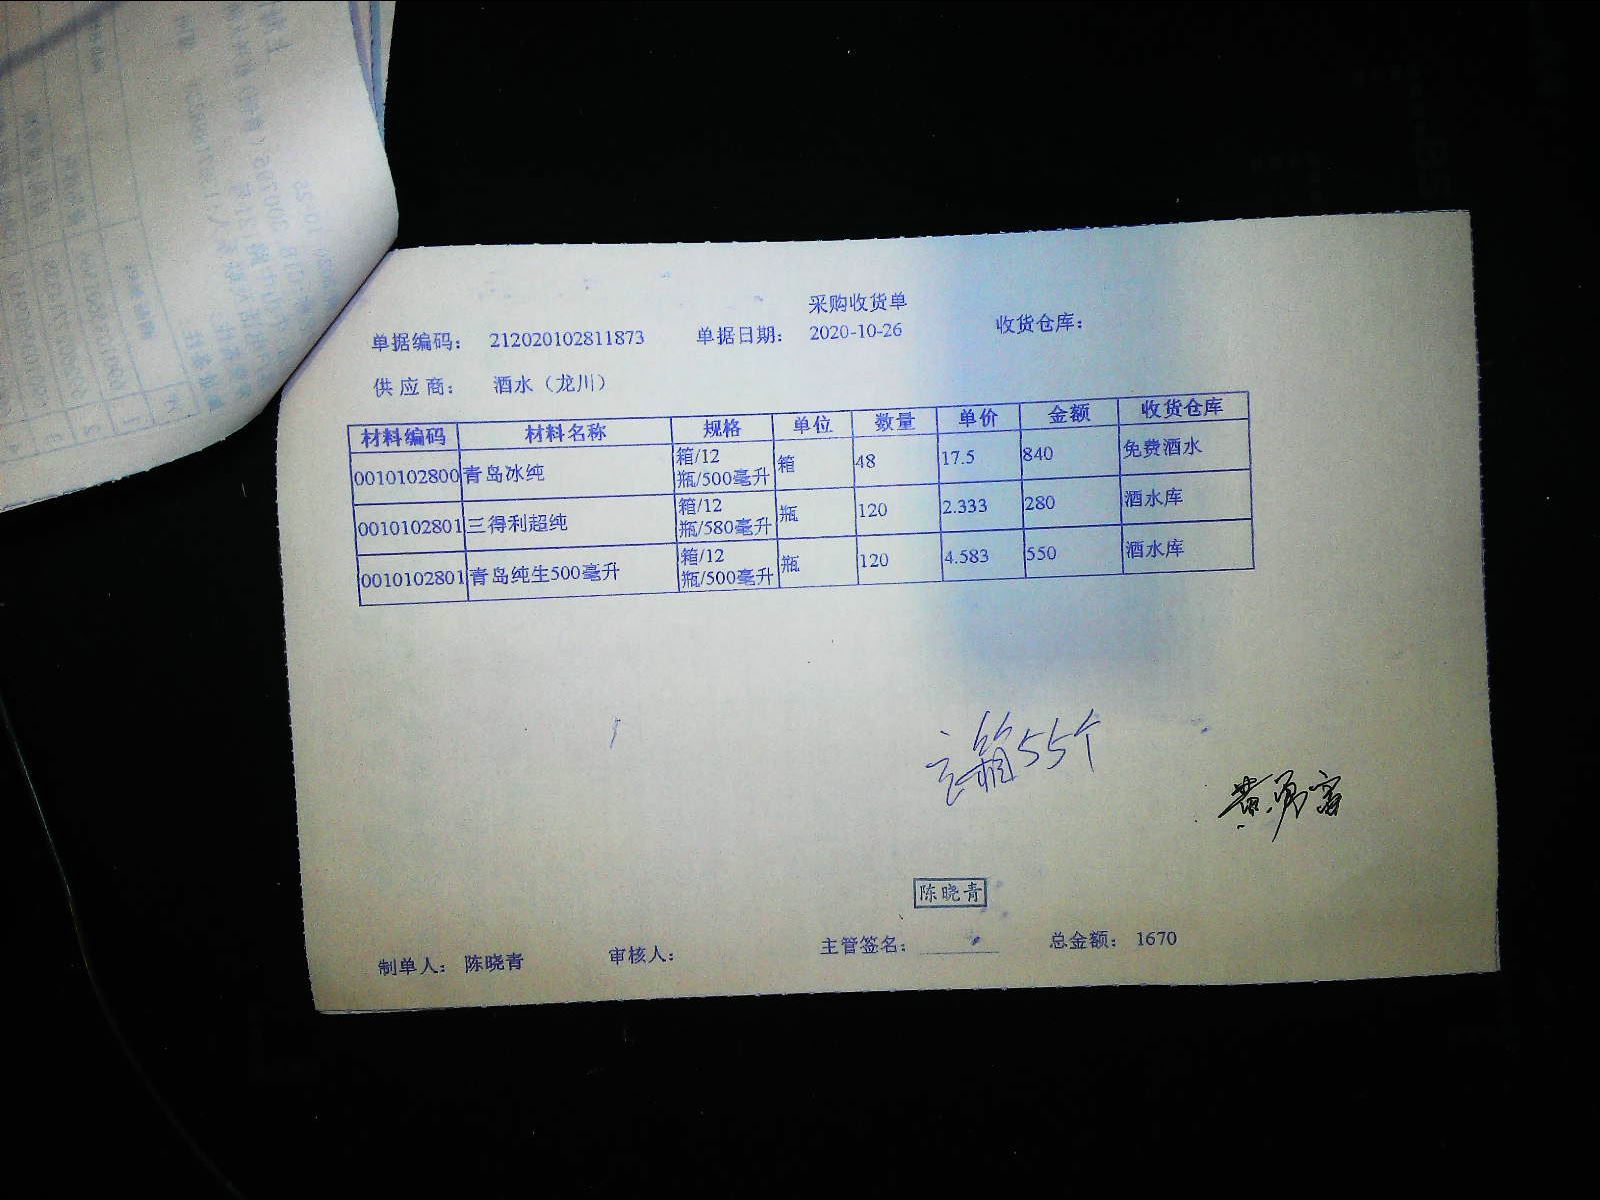 采购收货单
单据编码： 212020102811873 单据日期： 2020-10-26 收货仓库：
供应商： 酒水（龙川）
材料编码 材料名称 规格 单位 数量 单价 金额 收货仓库
0010102800 青岛冰纯 箱/12瓶/500毫升 箱 48 17.5 840 免费酒水
0010102801 三得利超纯 箱/12瓶/580毫升 瓶 120 2.333 280 酒水库
0010102801 青岛纯生500毫升 箱/12瓶/500毫升 瓶 120 4.583 550 酒水库
箱55个
黄勇富
陈晓青
制单人： 陈晓青 审核人： 主管签名： 总金额： 1670